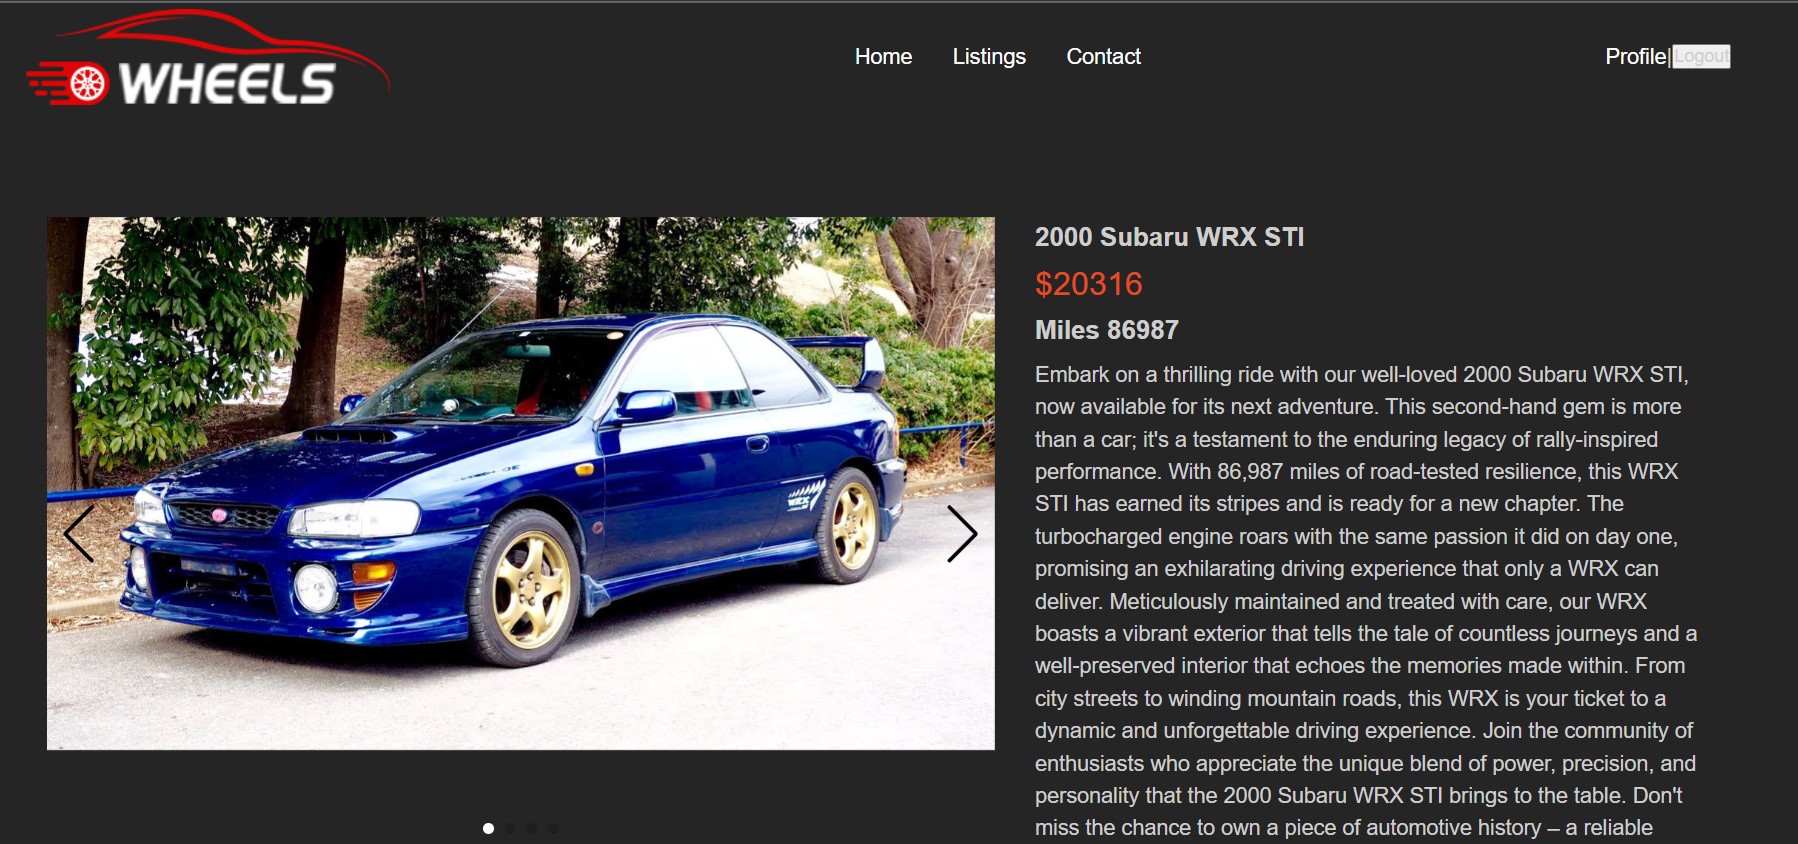 WHEELS
Home Listings Contact
Profile|Logout
2000 Subaru WRX STI
$20316
Miles 86987
Embark on a thrilling ride with our well-loved 2000 Subaru WRX STI,
now available for its next adventure. This second-hand gem is more
than a car; it's a testament to the enduring legacy of rally-inspired
performance. With 86,987 miles of road-tested resilience, this WRX
STI has earned its stripes and is ready for a new chapter. The
turbocharged engine roars with the same passion it did on day one,
promising an exhilarating driving experience that only a WRX can
deliver. Meticulously maintained and treated with care, our WRX
boasts a vibrant exterior that tells the tale of countless journeys and a
well-preserved interior that echoes the memories made within. From
city streets to winding mountain roads, this WRX is your ticket to a
dynamic and unforgettable driving experience. Join the community of
enthusiasts who appreciate the unique blend of power, precision, and
personality that the 2000 Subaru WRX STI brings to the table. Don't
miss the chance to own a piece of automotive history – a reliable
WRX